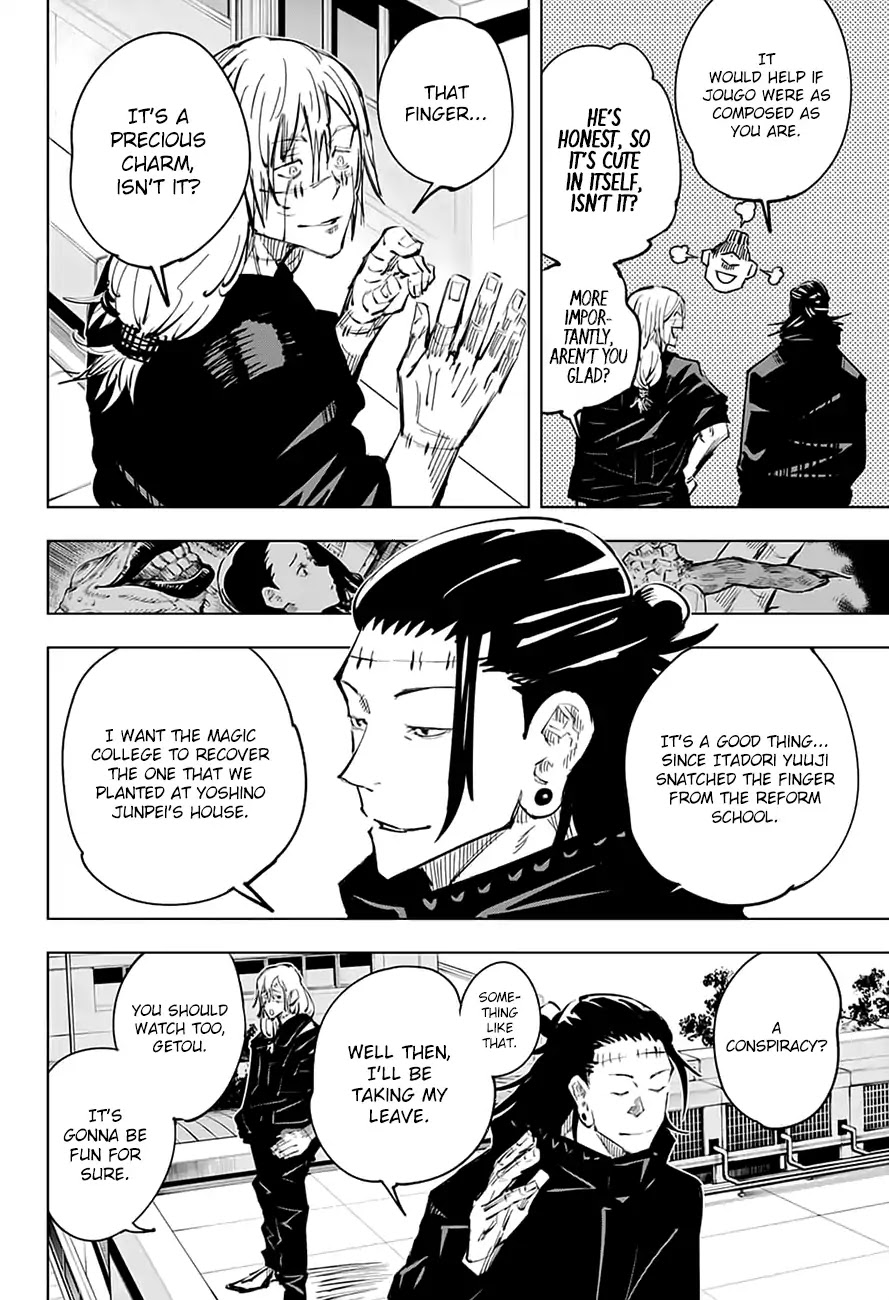 IT
WOULD HELP IF
JOUGO WERE AS
COMPOSED AS
YOU ARE.
HE'S
HONEST, SO
IT'S CUTE
IN ITSELF,
ISN'T IT?
MORE
IMPOR-
TANTLY,
AREN'T YOU
GLAD?
THAT
FINGER...
IT'S A
PRECIOUS
CHARM,
ISN'T IT?
IT'S A GOOD THING...
SINCE ITADORI YUUJI
SNATCHED THE FINGER
FROM THE REFORM
SCHOOL.
I WANT THE MAGIC
COLLEGE TO RECOVER
THE ONE THAT WE
PLANTED AT YOSHINO
JUNPEI'S HOUSE.
A
CONSPIRACY?
SOME-
THING
LIKE
THAT.
WELL THEN,
I'LL BE
TAKING MY
LEAVE.
YOU SHOULD
WATCH TOO,
GETOU.
IT'S
GONNA BE
FUN FOR
SURE.